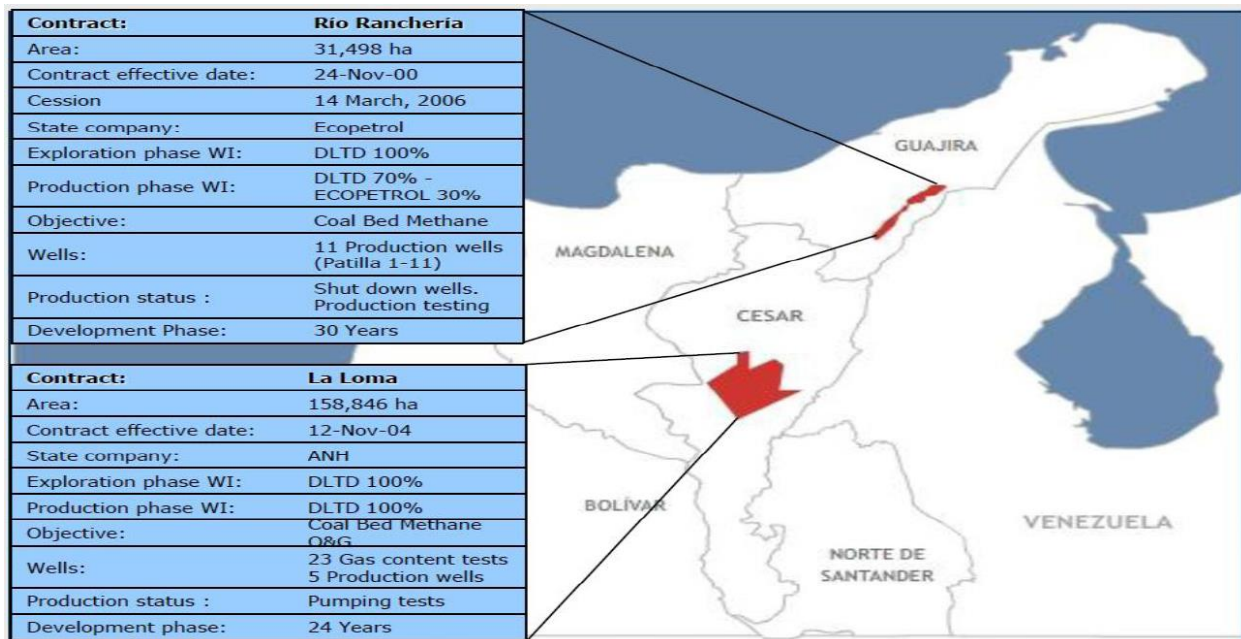 Contract: Río Ranchería
Area: 31,498 ha
Contract effective date: 24-Nov-00
Cession 14 March, 2006
State company: Ecopetrol
Exploration phase WI: DLTD 100%
Production phase WI: DLTD 70% -
ECOPETROL 30%
Objective: Coal Bed Methane
Wells: 11 Production wells
(Patilla 1-11)
Production status : Shut down wells.
Production testing
Development Phase: 30 Years
Contract: La Loma
Area: 158,846 ha
Contract effective date: 12-Nov-04
State company: ANH
Exploration phase WI: DLTD 100%
Production phase WI: DLTD 100%
Objective: Coal Bed Methane
O&G
Wells: 23 Gas content tests
5 Production wells
Production status : Pumping tests
Development phase: 24 Years
GUAJIRA
MAGDALENA
CESAR
BOLÍVAR
VENEZUELA
NORTE DE
SANTANDER